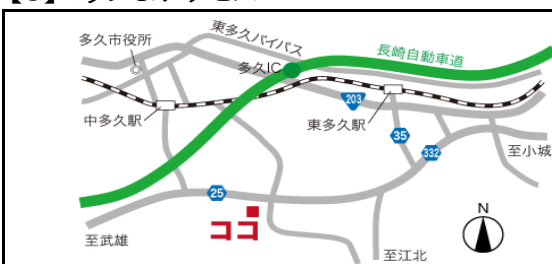 東多久バイパス
多久市役所
長崎自動車道
多久IC
203
中多久駅
東多久駅
35
332
至小城
25
N
ココ
至武雄
至江北